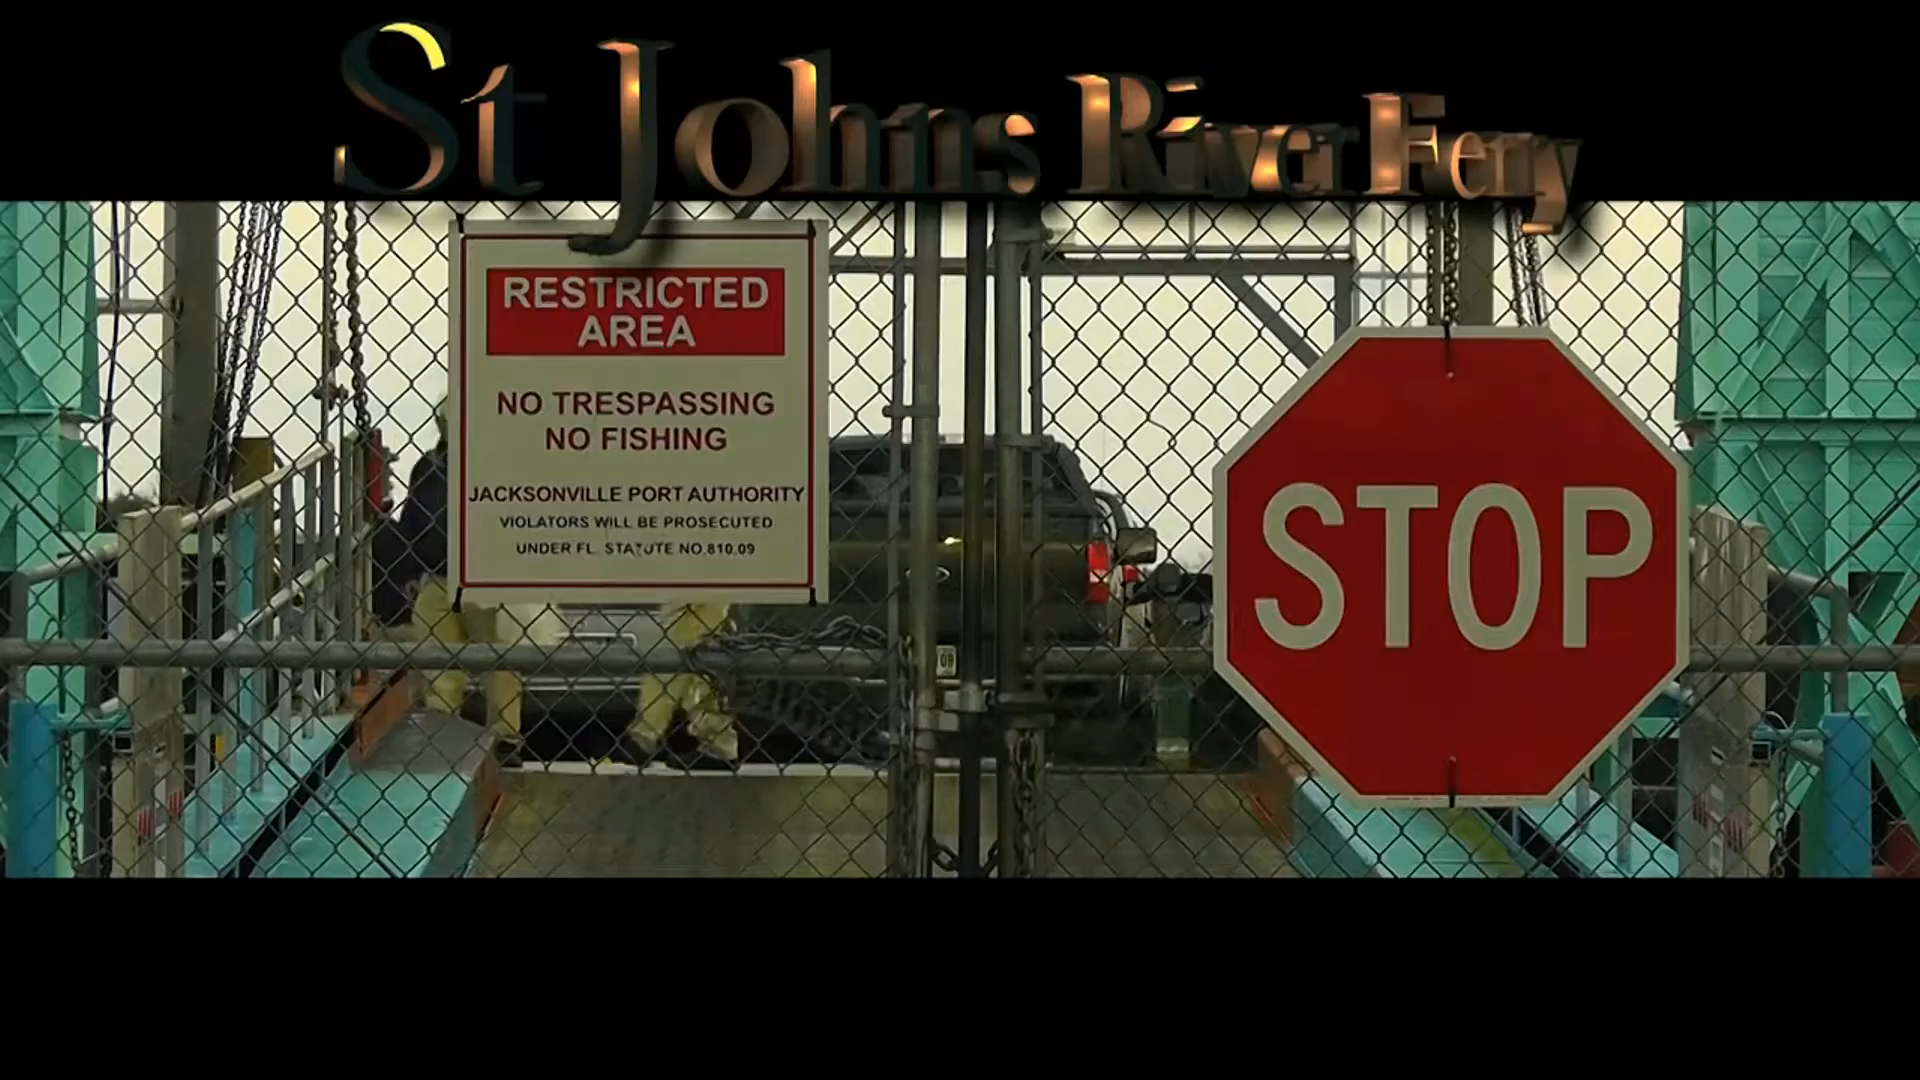 St Johns River Ferry
RESTRICTED
AREA
NO TRESPASSING
NO FISHING
JACKSONVILLE PORT AUTHORITY
VIOLATORS WILL BE PROSECUTED
UNDER FL. STATUTE NO.810.09
STOP
09